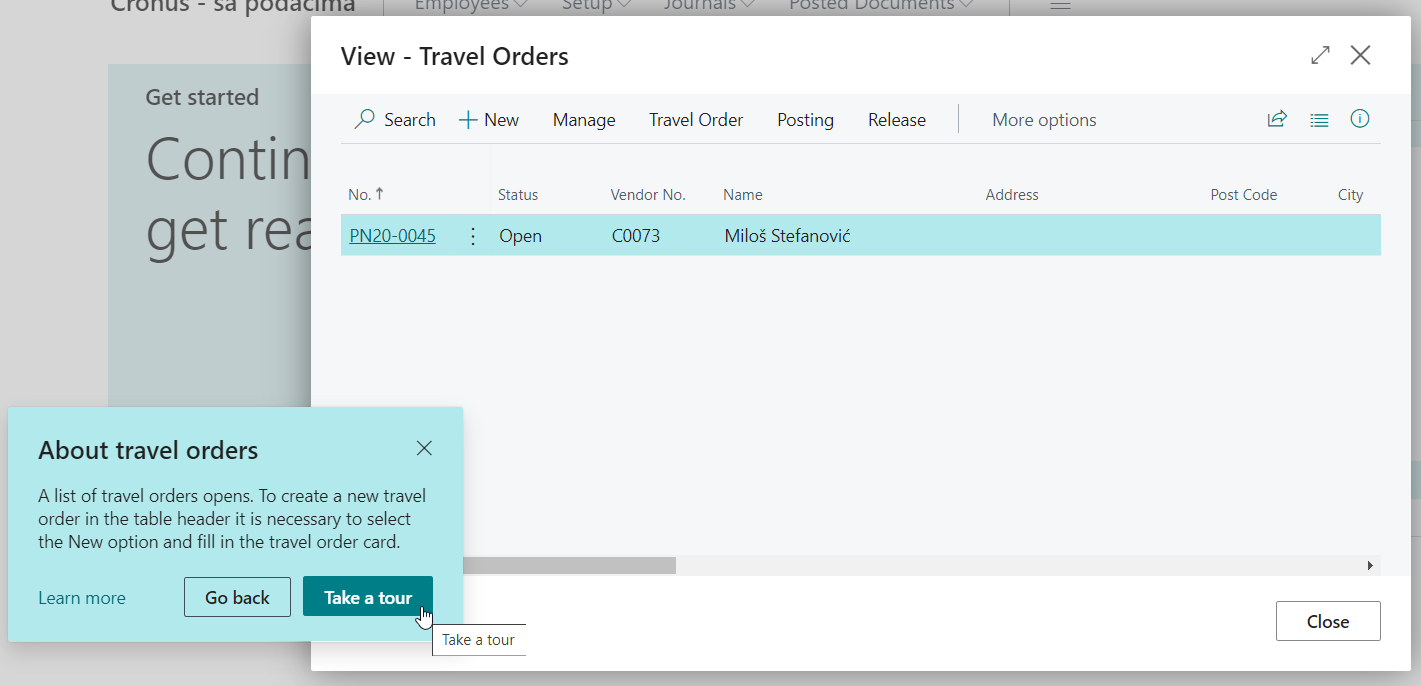 Cronus - sa podacima
Employees Setup Journals Posted Documents
Get started
Contin
get rea
View - Travel Orders
Search New Manage Travel Order Posting Release More options
No. ↑ Status Vendor No. Name Address Post Code City
PN20-0045 Open C0073 Miloš Stefanović
About travel orders
A list of travel orders opens. To create a new travel
order in the table header it is necessary to select
the New option and fill in the travel order card.
Learn more Go back Take a tour
Take a tour
Close